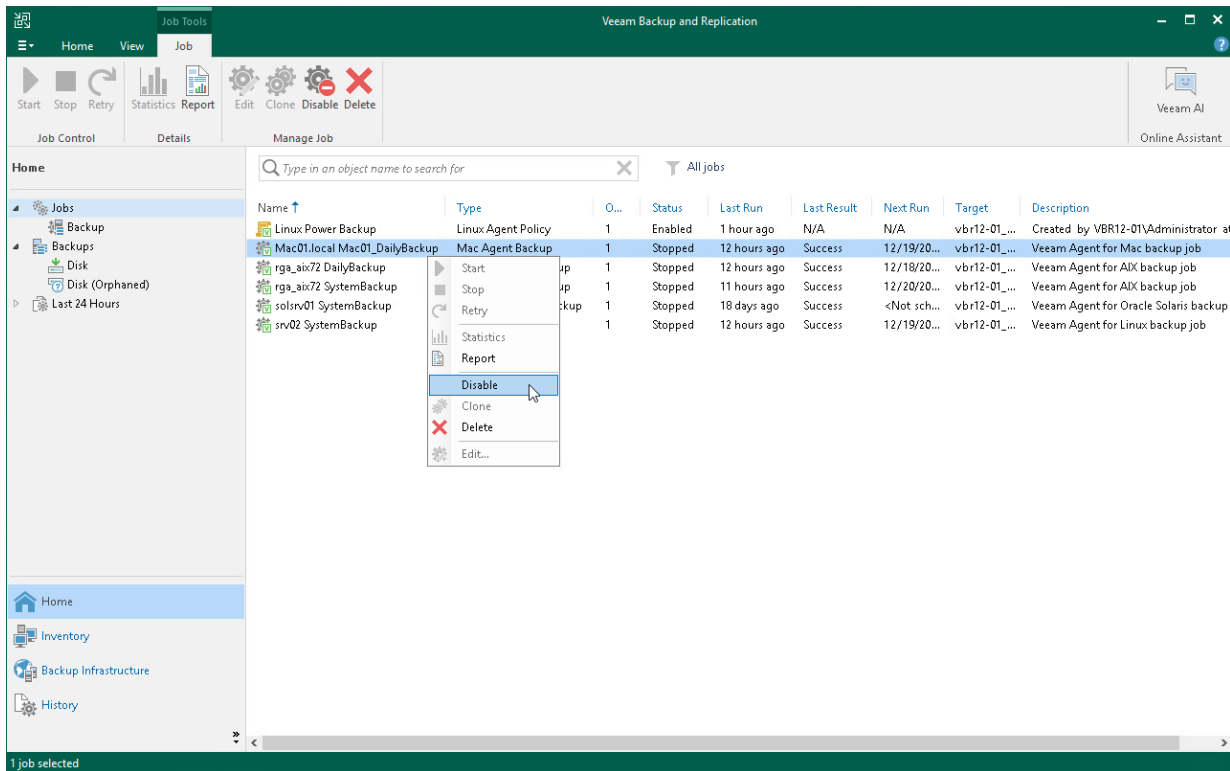 Job Tools
Veeam Backup and Replication
Home View Job
Start Stop Retry Statistics Report Edit Clone Disable Delete
Veeam AI
Job Control Details Manage Job Online Assistant
Home
Type in an object name to search for
All jobs
Jobs
Backup
Backups
Disk
Disk (Orphaned)
Last 24 Hours
Name Type O... Status Last Run Last Result Next Run Target Description
Linux Power Backup Linux Agent Policy 1 Enabled 1 hour ago N/A N/A vbr12-01_... Created by VBR12-01\Administrator at
Mac01.local Mac01_DailyBackup Mac Agent Backup 1 Stopped 12 hours ago Success 12/19/20... vbr12-01_... Veeam Agent for Mac backup job
rga_aix72 DailyBackup up 1 Stopped 12 hours ago Success 12/18/20... vbr12-01_... Veeam Agent for AIX backup job
rga_aix72 SystemBackup up 1 Stopped 11 hours ago Success 12/20/20... vbr12-01_... Veeam Agent for AIX backup job
solsrv01 SystemBackup kup 1 Stopped 18 days ago Success <Not sch... vbr12-01_... Veeam Agent for Oracle Solaris backup
srv02 SystemBackup 1 Stopped 12 hours ago Success 12/19/20... vbr12-01_... Veeam Agent for Linux backup job
Start
Stop
Retry
Statistics
Report
Disable
Clone
Delete
Edit...
Home
Inventory
Backup Infrastructure
History
1 job selected